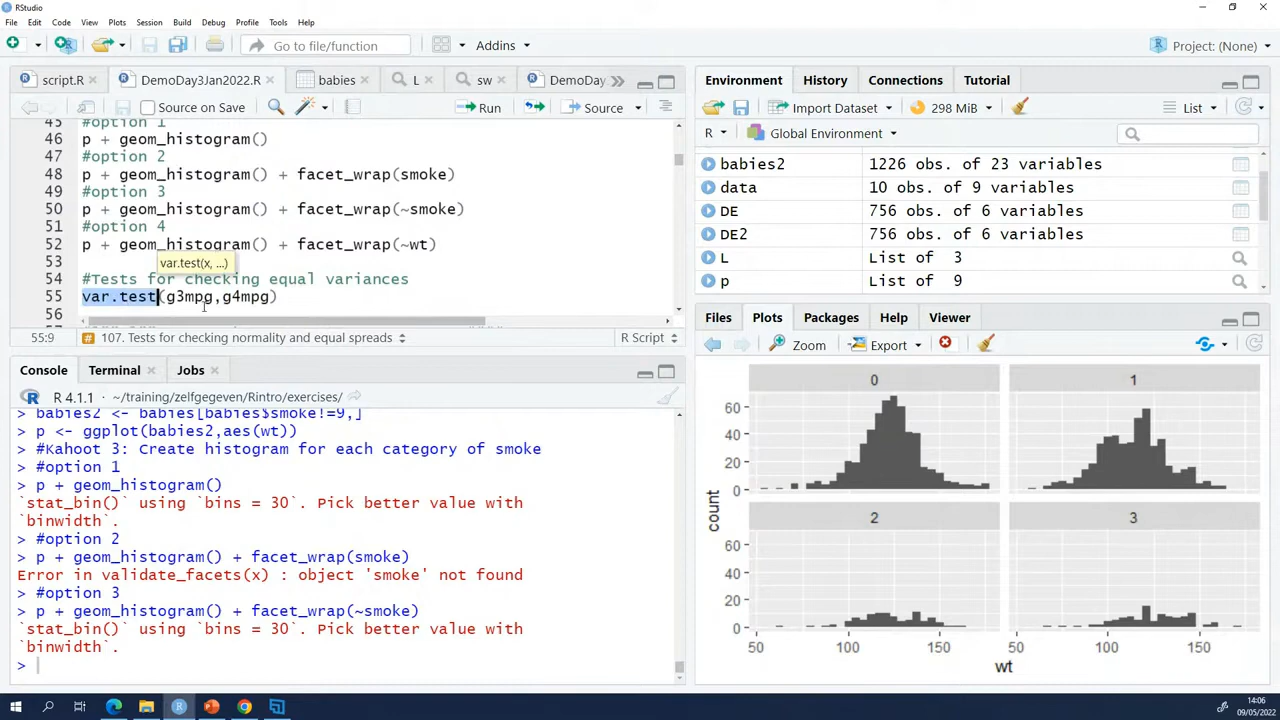 RStudio
File Edit Code View Plots Session Build Debug Profile Tools Help
Go to file/function Addins Project: (None)
script.R DemoDay3Jan2022.R babies L sw DemoDay
Source on Save Run Source
45 #option 1
46 p + geom_histogram()
47 #option 2
48 p + geom_histogram() + facet_wrap(smoke)
49 #option 3
50 p + geom_histogram() + facet_wrap(~smoke)
51 #option 4
52 p + geom_histogram() + facet_wrap(~wt)
53 var.test(x, ...)
54 #Tests for checking equal variances
55 var.test(g3mpg,g4mpg)
56
55:9 # 107. Tests for checking normality and equal spreads R Script
Console Terminal Jobs
R 4.1.1 · ~/training/zelfgegeven/Rintro/exercises/
> babies2 <- babies[babies$smoke!=9,]
> p <- ggplot(babies2,aes(wt))
> #Kahoot 3: Create histogram for each category of smoke
> #option 1
> p + geom_histogram()
`stat_bin()` using `bins = 30`. Pick better value with
`binwidth`.
> #option 2
> p + geom_histogram() + facet_wrap(smoke)
Error in validate_facets(x) : object 'smoke' not found
> #option 3
> p + geom_histogram() + facet_wrap(~smoke)
`stat_bin()` using `bins = 30`. Pick better value with
`binwidth`.
>
Environment History Connections Tutorial
Import Dataset 298 MiB List
R Global Environment
babies2 1226 obs. of 23 variables
data 10 obs. of 9 variables
DE 756 obs. of 6 variables
DE2 756 obs. of 6 variables
L List of 3
p List of 9
Files Plots Packages Help Viewer
Zoom Export
0 1
60
40
20
0
2 3
60
40
20
0
50 100 150 50 100 150
count
wt
14:06
09/05/2022